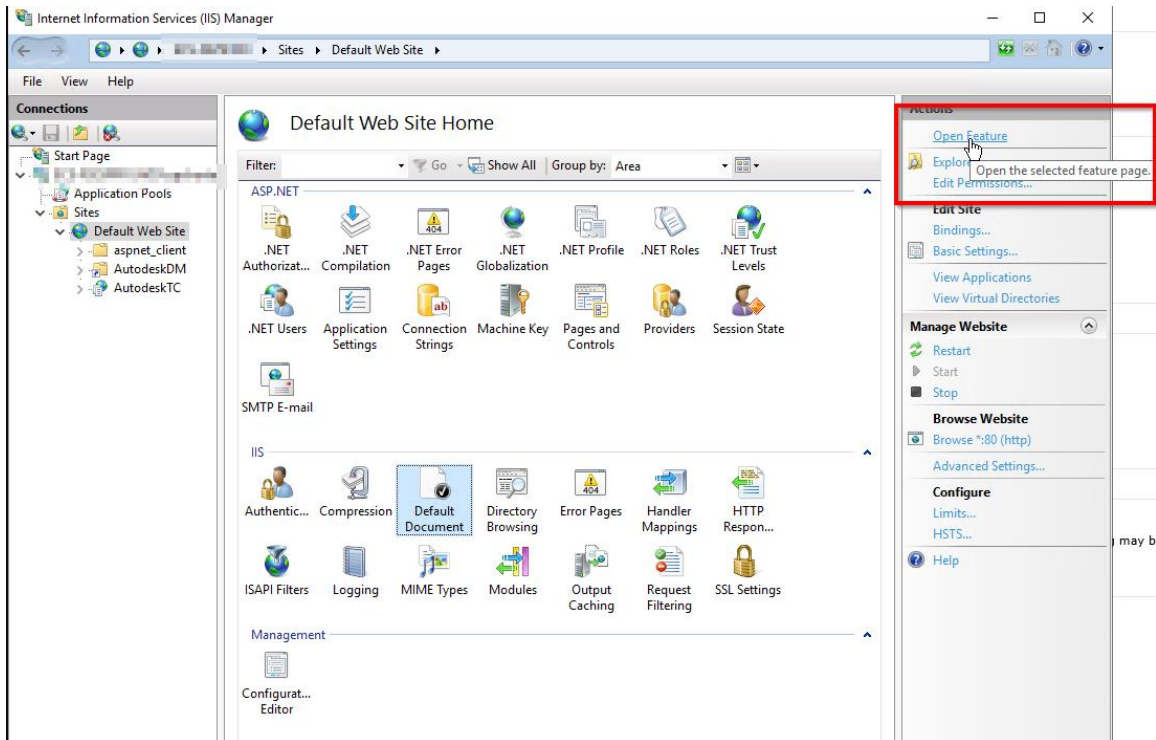 Internet Information Services (IIS) Manager
Sites Default Web Site
File View Help
Connections
Start Page
Application Pools
Sites
Default Web Site
aspnet_client
AutodeskDM
AutodeskTC
Default Web Site Home
Filter: Go Show All Group by: Area
ASP.NET
.NET Authorizat...
.NET Compilation
.NET Error Pages
.NET Globalization
.NET Profile
.NET Roles
.NET Trust Levels
.NET Users
Application Settings
Connection Strings
Machine Key
Pages and Controls
Providers
Session State
SMTP E-mail
IIS
Authentic...
Compression
Default Document
Directory Browsing
Error Pages
Handler Mappings
HTTP Respon...
ISAPI Filters
Logging
MIME Types
Modules
Output Caching
Request Filtering
SSL Settings
Management
Configurat... Editor
Actions
Open Feature
Explore
Open the selected feature page.
Edit Permissions...
Edit Site
Bindings...
Basic Settings...
View Applications
View Virtual Directories
Manage Website
Restart
Start
Stop
Browse Website
Browse *:80 (http)
Advanced Settings...
Configure
Limits...
HSTS...
Help
may b